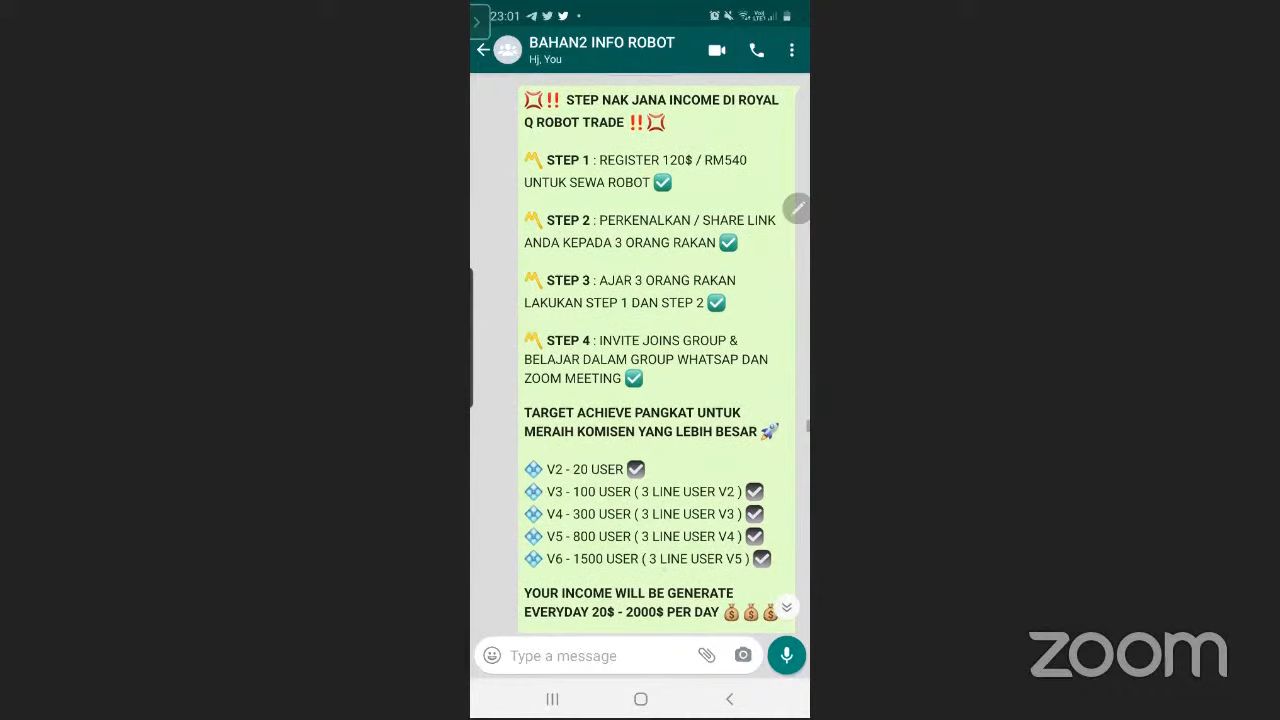 23:01
Vo)
LTE1
BAHAN2 INFO ROBOT
Hj, You
💢‼️ STEP NAK JANA INCOME DI ROYAL
Q ROBOT TRADE ‼️💢
〽️ STEP 1 : REGISTER 120$ / RM540
UNTUK SEWA ROBOT ✅
〽️ STEP 2 : PERKENALKAN / SHARE LINK
ANDA KEPADA 3 ORANG RAKAN ✅
〽️ STEP 3 : AJAR 3 ORANG RAKAN
LAKUKAN STEP 1 DAN STEP 2 ✅
〽️ STEP 4 : INVITE JOINS GROUP &
BELAJAR DALAM GROUP WHATSAP DAN
ZOOM MEETING ✅
TARGET ACHIEVE PANGKAT UNTUK
MERAIH KOMISEN YANG LEBIH BESAR 🚀
💠 V2 - 20 USER ☑️
💠 V3 - 100 USER ( 3 LINE USER V2 ) ☑️
💠 V4 - 300 USER ( 3 LINE USER V3 ) ☑️
💠 V5 - 800 USER ( 3 LINE USER V4 ) ☑️
💠 V6 - 1500 USER ( 3 LINE USER V5 ) ☑️
YOUR INCOME WILL BE GENERATE
EVERYDAY 20$ - 2000$ PER DAY 💰💰💰
Type a message
zoom